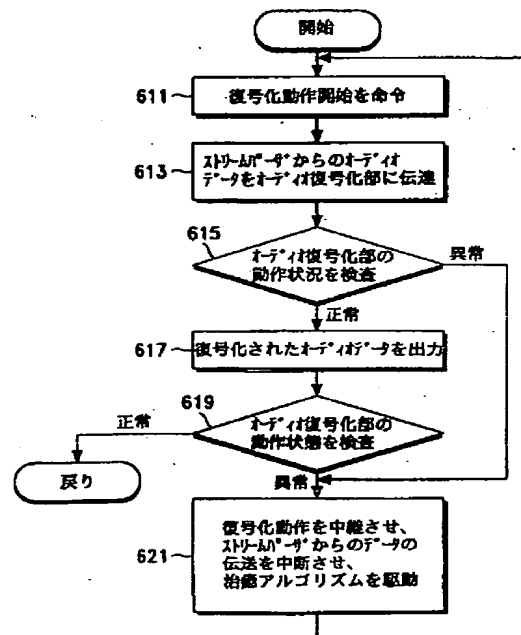 開始
611
復号化動作開始を命令
613
ｽﾄﾘｰﾑﾊﾟｰｻﾞからのオーディオ
データをオーディオ復号化部に伝達
615
ｵｰﾃﾞｨｵ復号化部の
動作状況を検査
異常
正常
617
復号化されたｵｰﾃﾞｨｵﾃﾞｰﾀを出力
619
ｵｰﾃﾞｨｵ復号化部の
動作状態を検査
正常
戻り
異常
621
復号化動作を中継させ、
ｽﾄﾘｰﾑﾊﾟｰｻﾞからのﾃﾞｰﾀの
伝送を中断させ、
治癒アルゴリズムを駆動